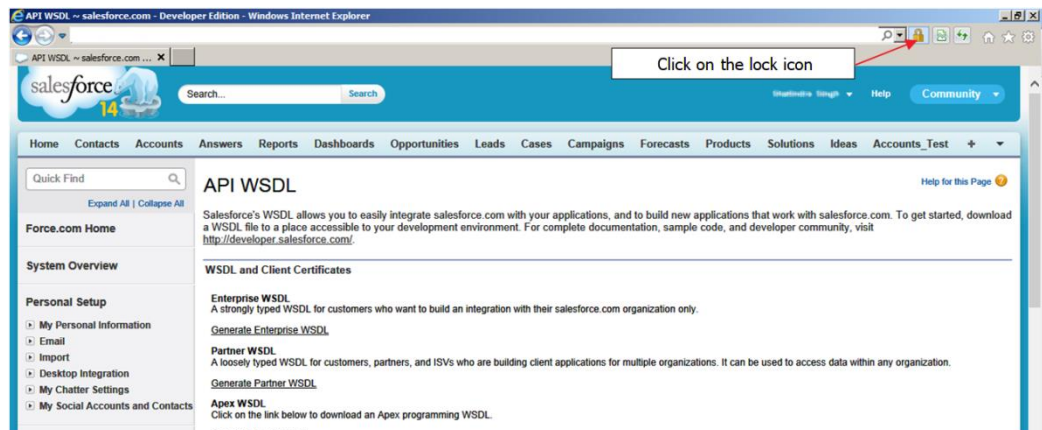 API WSDL ~ salesforce.com - Developer Edition - Windows Internet Explorer
API WSDL ~ salesforce.com ... X
Click on the lock icon
salesforce
14
Search...
Search
Help
Community
Home Contacts Accounts Answers Reports Dashboards Opportunities Leads Cases Campaigns Forecasts Products Solutions Ideas Accounts_Test +
Quick Find
Expand All | Collapse All
Force.com Home
System Overview
Personal Setup
My Personal Information
Email
Import
Desktop Integration
My Chatter Settings
My Social Accounts and Contacts
API WSDL
Help for this Page ?
Salesforce's WSDL allows you to easily integrate salesforce.com with your applications, and to build new applications that work with salesforce.com. To get started, download
a WSDL file to a place accessible to your development environment. For complete documentation, sample code, and developer community, visit
http://developer.salesforce.com/.
WSDL and Client Certificates
Enterprise WSDL
A strongly typed WSDL for customers who want to build an integration with their salesforce.com organization only.
Generate Enterprise WSDL
Partner WSDL
A loosely typed WSDL for customers, partners, and ISVs who are building client applications for multiple organizations. It can be used to access data within any organization.
Generate Partner WSDL
Apex WSDL
Click on the link below to download an Apex programming WSDL.